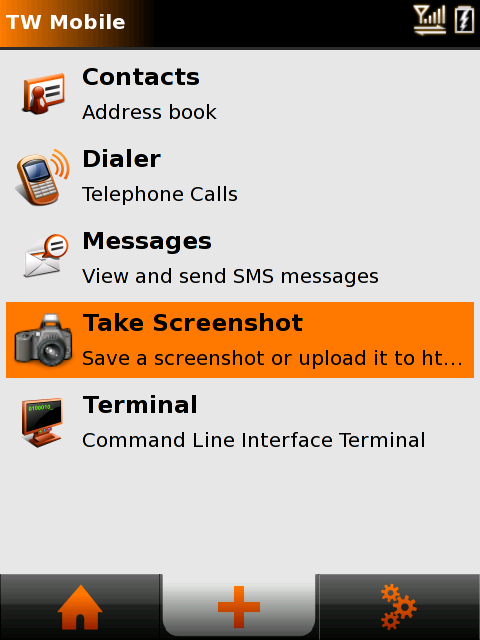 TW Mobile
Contacts
Address book
Dialer
Telephone Calls
Messages
View and send SMS messages
Take Screenshot
Save a screenshot or upload it to ht...
Terminal
Command Line Interface Terminal